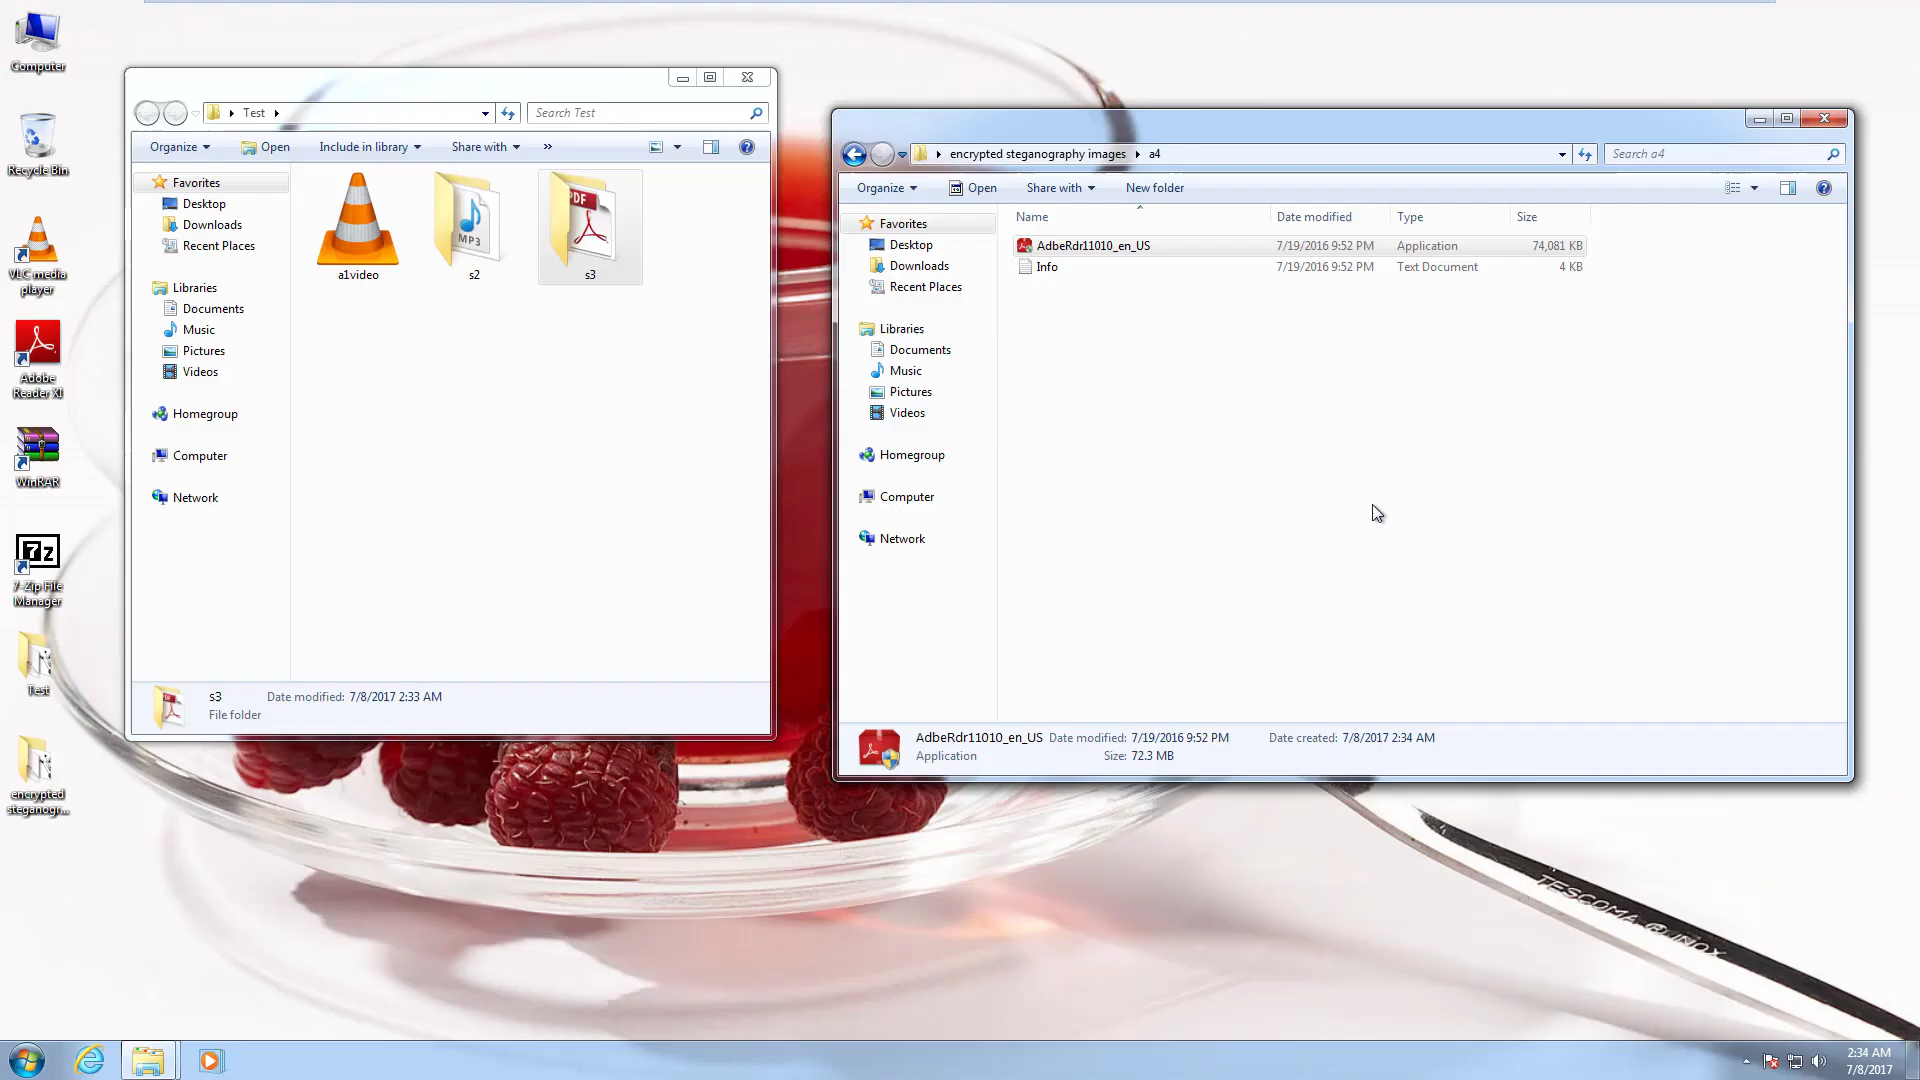 Computer
Recycle Bin
VLC media
player
Adobe
Reader XI
WinRAR
7-Zip File
Manager
Test
encrypted
steganogr...
Test
Search Test
Organize
Open
Include in library
Share with
»
Favorites
Desktop
Downloads
Recent Places
Libraries
Documents
Music
Pictures
Videos
Homegroup
Computer
Network
a1video
MP3
s2
PDF
s3
s3
Date modified: 7/8/2017 2:33 AM
File folder
encrypted steganography images
a4
Search a4
Organize
Open
Share with
New folder
Favorites
Desktop
Downloads
Recent Places
Libraries
Documents
Music
Pictures
Videos
Homegroup
Computer
Network
Name
Date modified
Type
Size
AdbeRdr11010_en_US
7/19/2016 9:52 PM
Application
74,081 KB
Info
7/19/2016 9:52 PM
Text Document
4 KB
AdbeRdr11010_en_US
Date modified: 7/19/2016 9:52 PM
Date created: 7/8/2017 2:34 AM
Application
Size: 72.3 MB
TESCOMA ® INOX
2:34 AM
7/8/2017